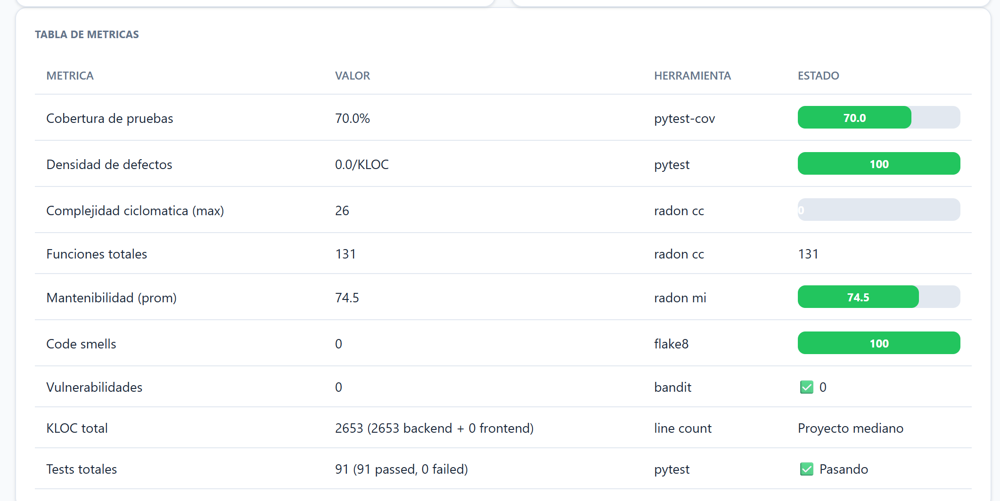 TABLA DE METRICAS
METRICA VALOR HERRAMIENTA ESTADO
Cobertura de pruebas 70.0% pytest-cov 70.0
Densidad de defectos 0.0/KLOC pytest 100
Complejidad ciclomatica (max) 26 radon cc 0
Funciones totales 131 radon cc 131
Mantenibilidad (prom) 74.5 radon mi 74.5
Code smells 0 flake8 100
Vulnerabilidades 0 bandit ✅ 0
KLOC total 2653 (2653 backend + 0 frontend) line count Proyecto mediano
Tests totales 91 (91 passed, 0 failed) pytest ✅ Pasando